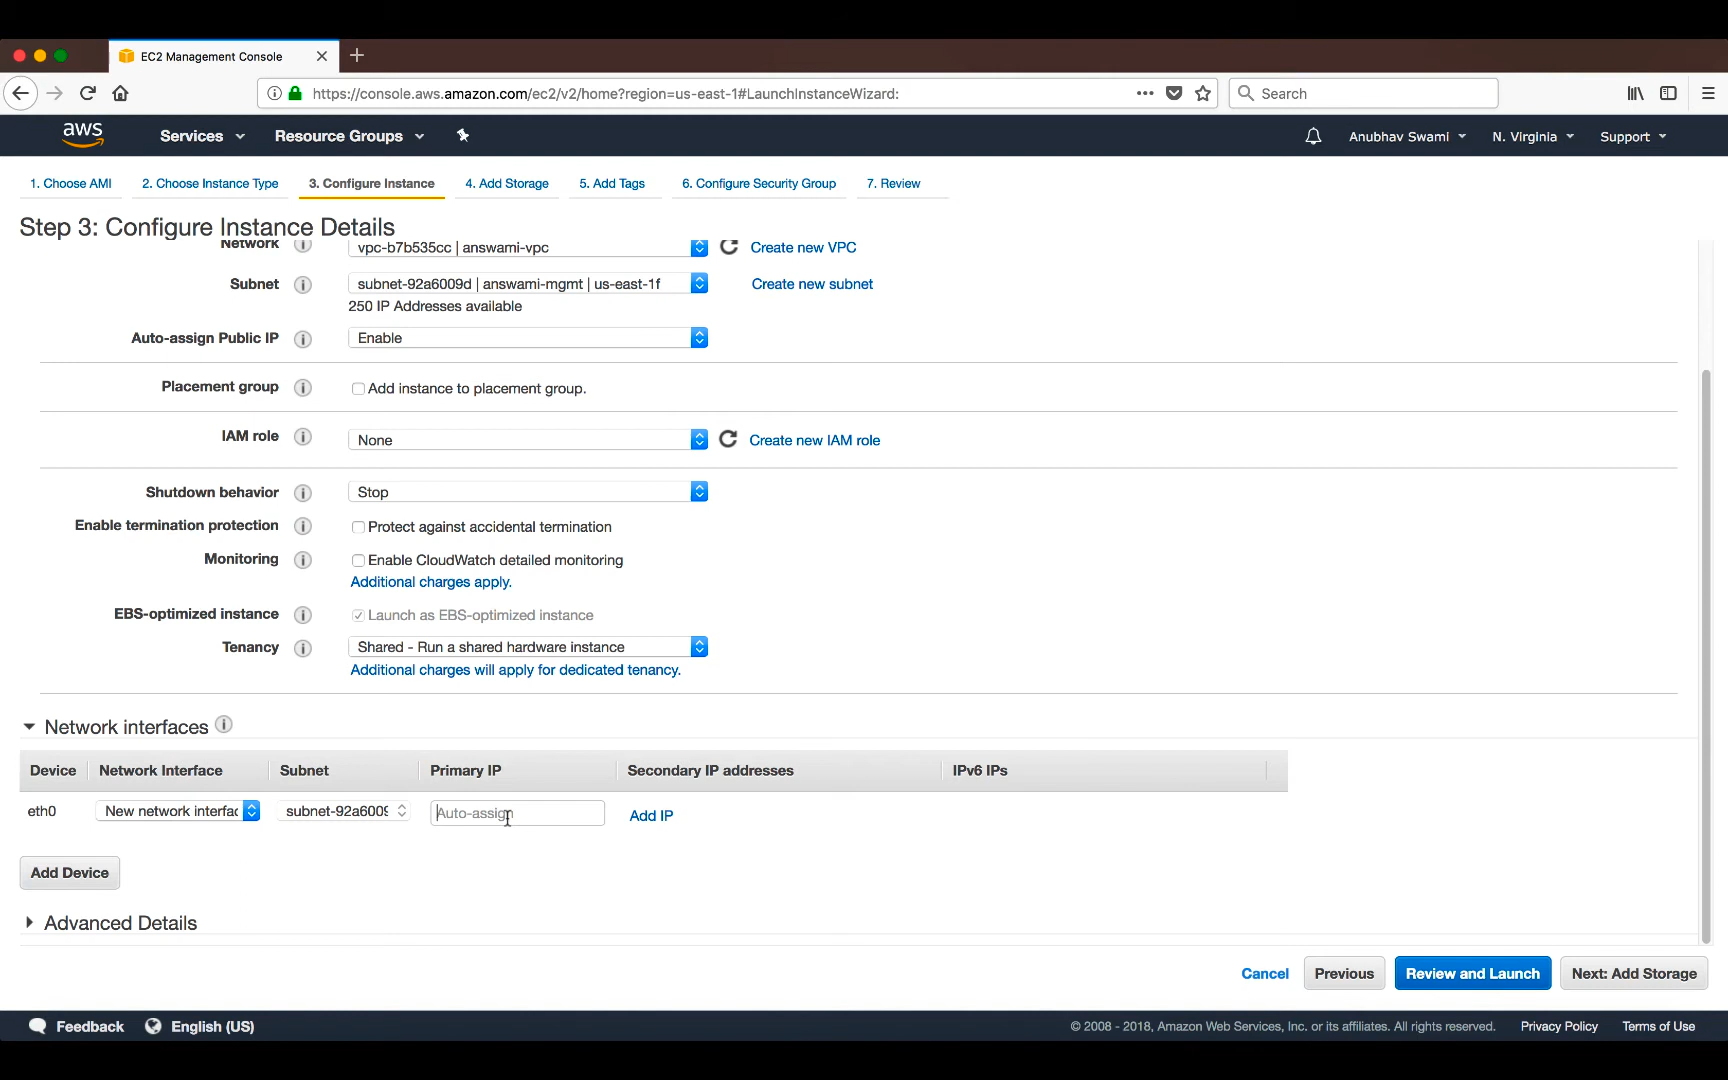 EC2 Management Console
https://console.aws.amazon.com/ec2/v2/home?region=us-east-1#LaunchInstanceWizard:
Search
aws
Services
Resource Groups
Anubhav Swami
N. Virginia
Support
1. Choose AMI
2. Choose Instance Type
3. Configure Instance
4. Add Storage
5. Add Tags
6. Configure Security Group
7. Review
Step 3: Configure Instance Details
Network
vpc-b7b535cc | answami-vpc
Create new VPC
Subnet
subnet-92a6009d | answami-mgmt | us-east-1f
Create new subnet
250 IP Addresses available
Auto-assign Public IP
Enable
Placement group
Add instance to placement group.
IAM role
None
Create new IAM role
Shutdown behavior
Stop
Enable termination protection
Protect against accidental termination
Monitoring
Enable CloudWatch detailed monitoring
Additional charges apply.
EBS-optimized instance
Launch as EBS-optimized instance
Tenancy
Shared - Run a shared hardware instance
Additional charges will apply for dedicated tenancy.
Network interfaces
Device
Network Interface
Subnet
Primary IP
Secondary IP addresses
IPv6 IPs
eth0
New network interfac
subnet-92a6009
Auto-assign
Add IP
Add Device
Advanced Details
Cancel
Previous
Review and Launch
Next: Add Storage
Feedback
English (US)
© 2008 - 2018, Amazon Web Services, Inc. or its affiliates. All rights reserved.
Privacy Policy
Terms of Use